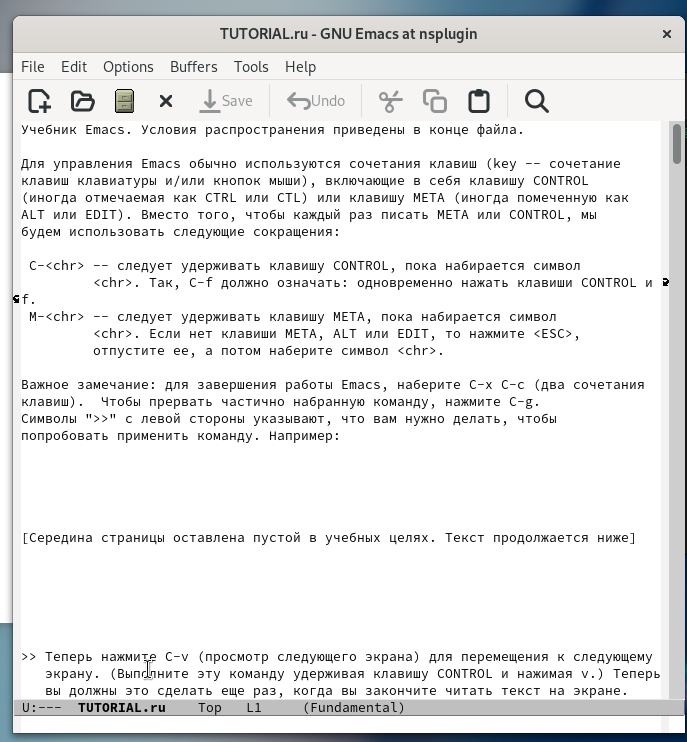 TUTORIAL.ru - GNU Emacs at nsplugin
File Edit Options Buffers Tools Help
Save Undo
Учебник Emacs. Условия распространения приведены в конце файла.
Для управления Emacs обычно используются сочетания клавиш (key -- сочетание
клавиш клавиатуры и/или кнопок мыши), включающие в себя клавишу CONTROL
(иногда отмечаемая как CTRL или CTL) или клавишу META (иногда помеченную как
ALT или EDIT). Вместо того, чтобы каждый раз писать META или CONTROL, мы
будем использовать следующие сокращения:
C-<chr> -- следует удерживать клавишу CONTROL, пока набирается символ
<chr>. Так, C-f должно означать: одновременно нажать клавиши CONTROL и
f.
M-<chr> -- следует удерживать клавишу META, пока набирается символ
<chr>. Если нет клавиши META, ALT или EDIT, то нажмите <ESC>,
отпустите ее, а потом наберите символ <chr>.
Важное замечание: для завершения работы Emacs, наберите C-x C-c (два сочетания
клавиш).  Чтобы прервать частично набранную команду, нажмите C-g.
Символы ">>" с левой стороны указывают, что вам нужно делать, чтобы
попробовать применить команду. Например:
[Середина страницы оставлена пустой в учебных целях. Текст продолжается ниже]
>> Теперь нажмите C-v (просмотр следующего экрана) для перемещения к следующему
экрану. (Выполните эту команду удерживая клавишу CONTROL и нажимая v.) Теперь
вы должны это сделать еще раз, когда вы закончите читать текст на экране.
U:--- TUTORIAL.ru Top L1 (Fundamental)